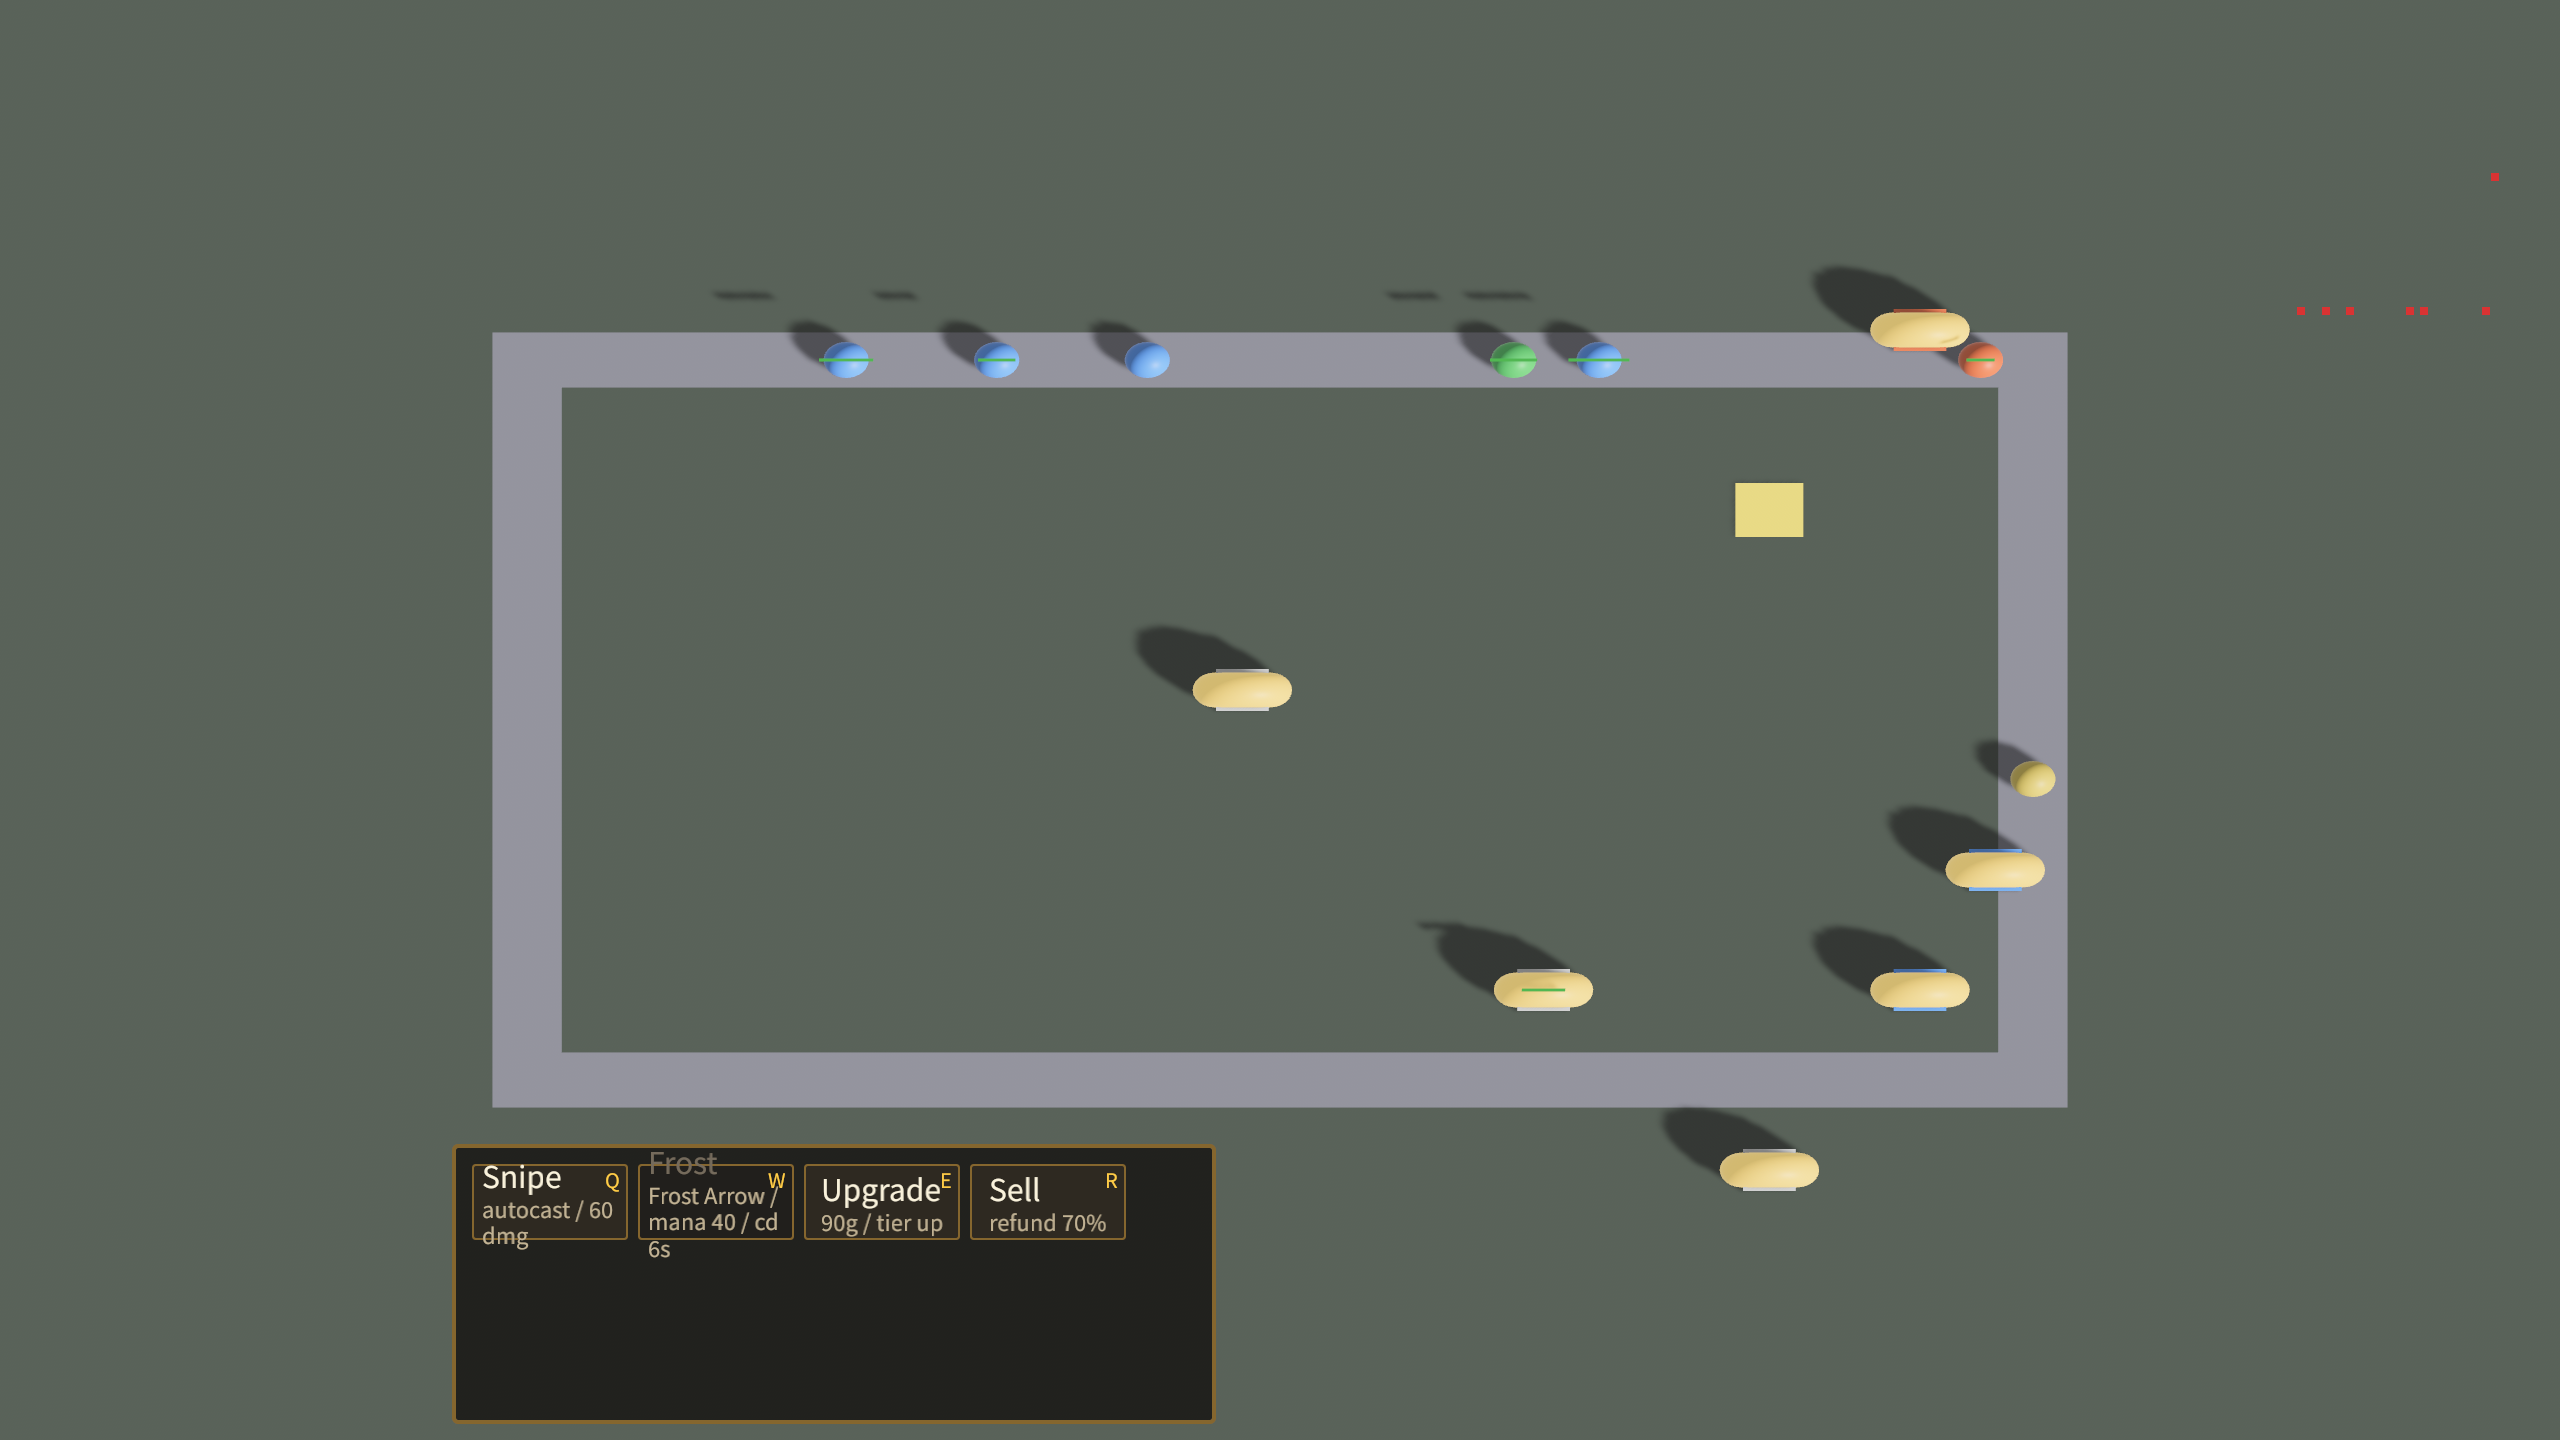 Snipe Q
autocast / 60
dmg
Frost W
Frost Arrow /
mana 40 / cd
6s
Upgrade E
90g / tier up
Sell R
refund 70%